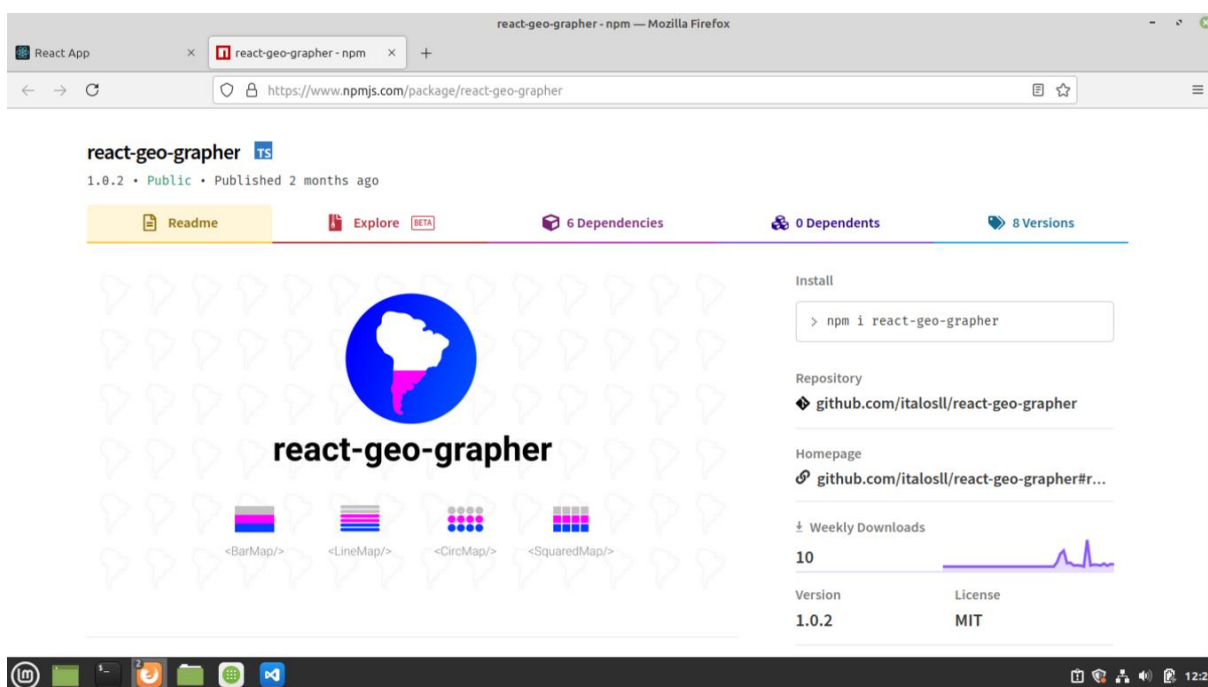 react-geo-grapher - npm — Mozilla Firefox
React App
react-geo-grapher - npm
https://www.npmjs.com/package/react-geo-grapher
react-geo-grapher TS
1.0.2 • Public • Published 2 months ago
Readme
Explore BETA
6 Dependencies
0 Dependents
8 Versions
react-geo-grapher
<BarMap/>
<LineMap/>
<CircMap/>
<SquaredMap/>
Install
> npm i react-geo-grapher
Repository
github.com/italosll/react-geo-grapher
Homepage
github.com/italosll/react-geo-grapher#r...
Weekly Downloads
10
Version
License
1.0.2
MIT
2
12:2